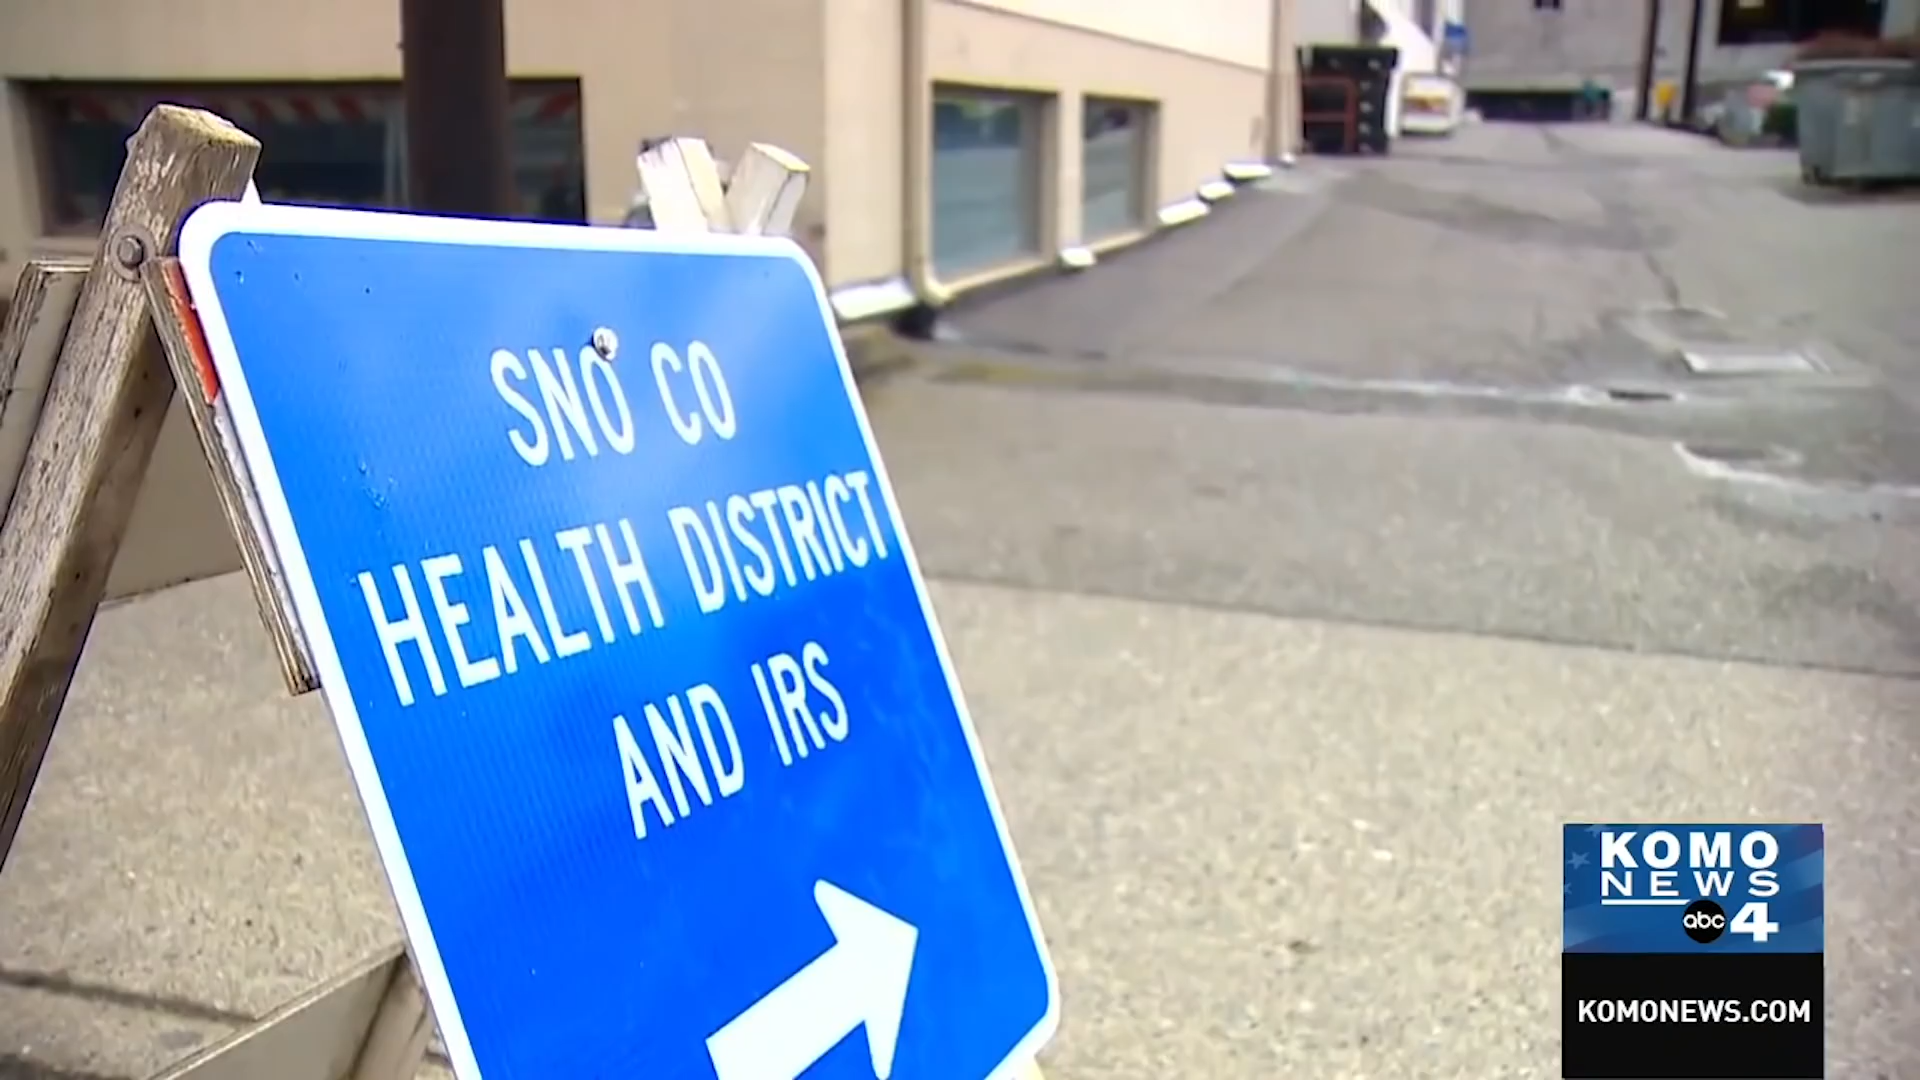 SNO CO
HEALTH DISTRICT
AND IRS
KOMO
NEWS
abc 4
KOMONEWS.COM